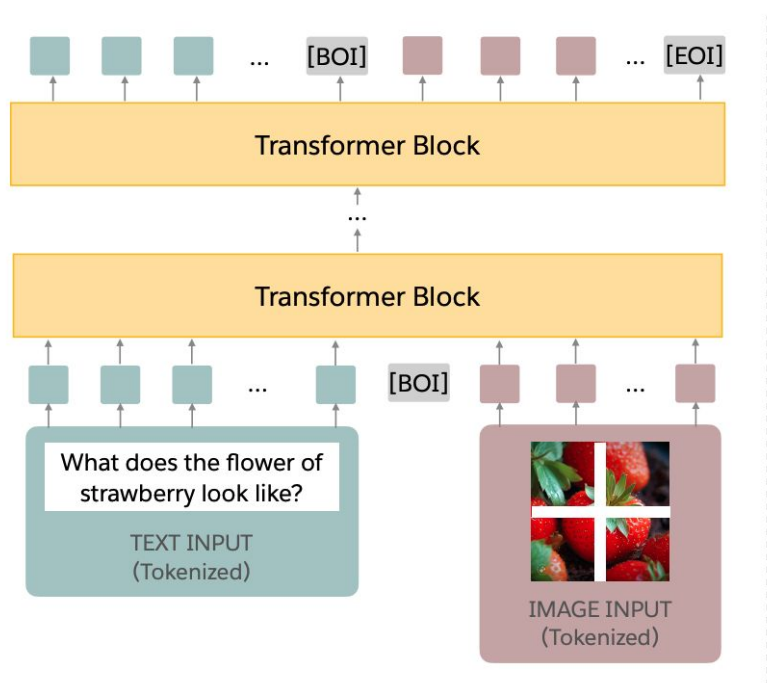 ... [BOI] ... [EOI]
Transformer Block
...
Transformer Block
... [BOI] ...
What does the flower of
strawberry look like?
TEXT INPUT
(Tokenized)
IMAGE INPUT
(Tokenized)